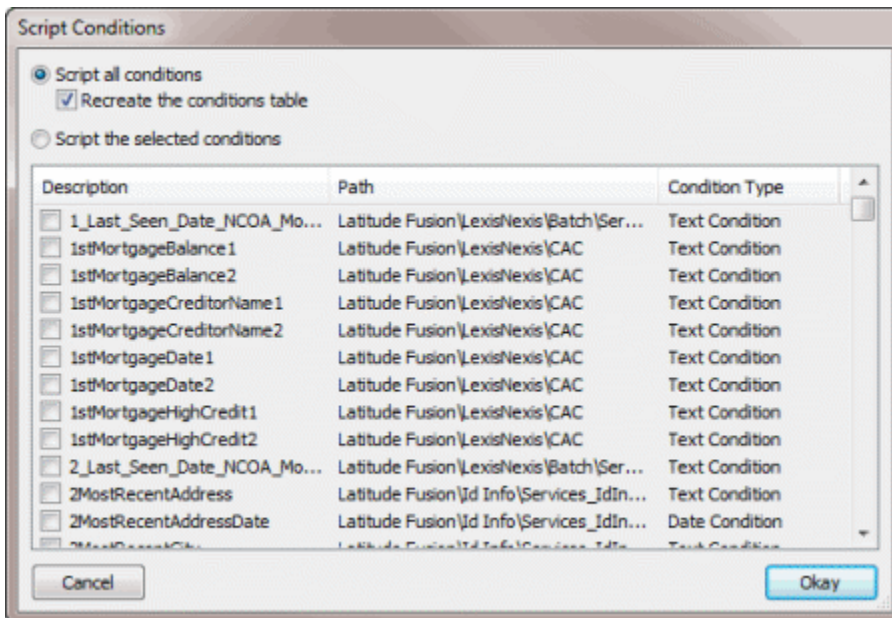 Script Conditions
Script all conditions
Recreate the conditions table
Script the selected conditions
Description Path Condition Type
1_Last_Seen_Date_NCOA_Mo... Latitude Fusion\LexisNexis\Batch\Ser... Text Condition
1stMortgageBalance1 Latitude Fusion\LexisNexis\CAC Text Condition
1stMortgageBalance2 Latitude Fusion\LexisNexis\CAC Text Condition
1stMortgageCreditorName1 Latitude Fusion\LexisNexis\CAC Text Condition
1stMortgageCreditorName2 Latitude Fusion\LexisNexis\CAC Text Condition
1stMortgageDate1 Latitude Fusion\LexisNexis\CAC Text Condition
1stMortgageDate2 Latitude Fusion\LexisNexis\CAC Text Condition
1stMortgageHighCredit1 Latitude Fusion\LexisNexis\CAC Text Condition
1stMortgageHighCredit2 Latitude Fusion\LexisNexis\CAC Text Condition
2_Last_Seen_Date_NCOA_Mo... Latitude Fusion\LexisNexis\Batch\Ser... Text Condition
2MostRecentAddress Latitude Fusion\Id Info\Services_IdIn... Text Condition
2MostRecentAddressDate Latitude Fusion\Id Info\Services_IdIn... Date Condition
Cancel Okay